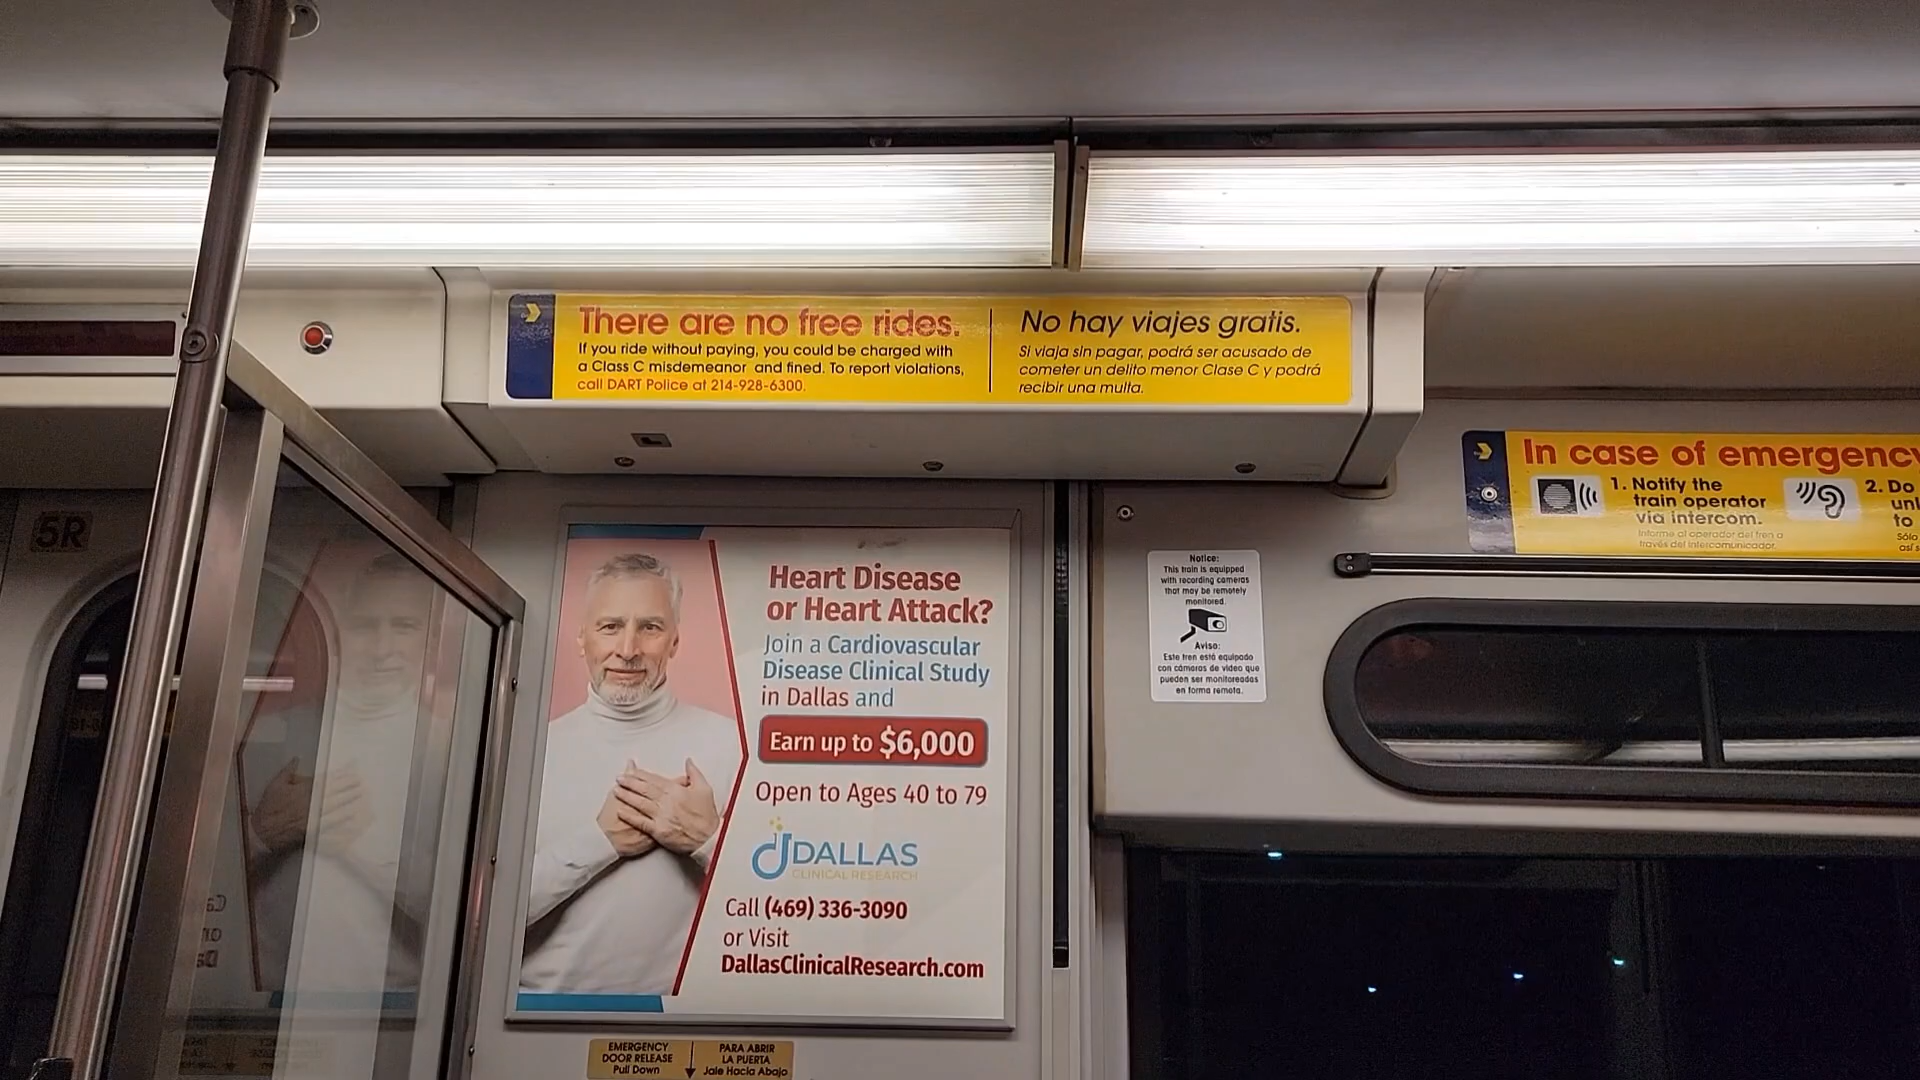 There are no free rides.
If you ride without paying, you could be charged with
a Class C misdemeanor and fined. To report violations,
call DART Police at 214-928-6300.
No hay viajes gratis.
Si viaja sin pagar, podrá ser acusado de
cometer un delito menor Clase C y podrá
recibir una multa.
In case of emergency
1. Notify the
train operator
via intercom.
Informe al operador del tren a
través del intercomunicador.
2. Do
unl
to
Sólo
así s
5R
Notice:
This train is equipped
with recording cameras
that may be remotely
monitored.
Aviso:
Este tren está equipado
con cámaras de video que
pueden ser monitoreadas
en forma remota.
Heart Disease
or Heart Attack?
Join a Cardiovascular
Disease Clinical Study
in Dallas and
Earn up to $6,000
Open to Ages 40 to 79
DALLAS
CLINICAL RESEARCH
Call (469) 336-3090
or Visit
DallasClinicalResearch.com
EMERGENCY
DOOR RELEASE
Pull Down
PARA ABRIR
LA PUERTA
Jale Hacia Abajo